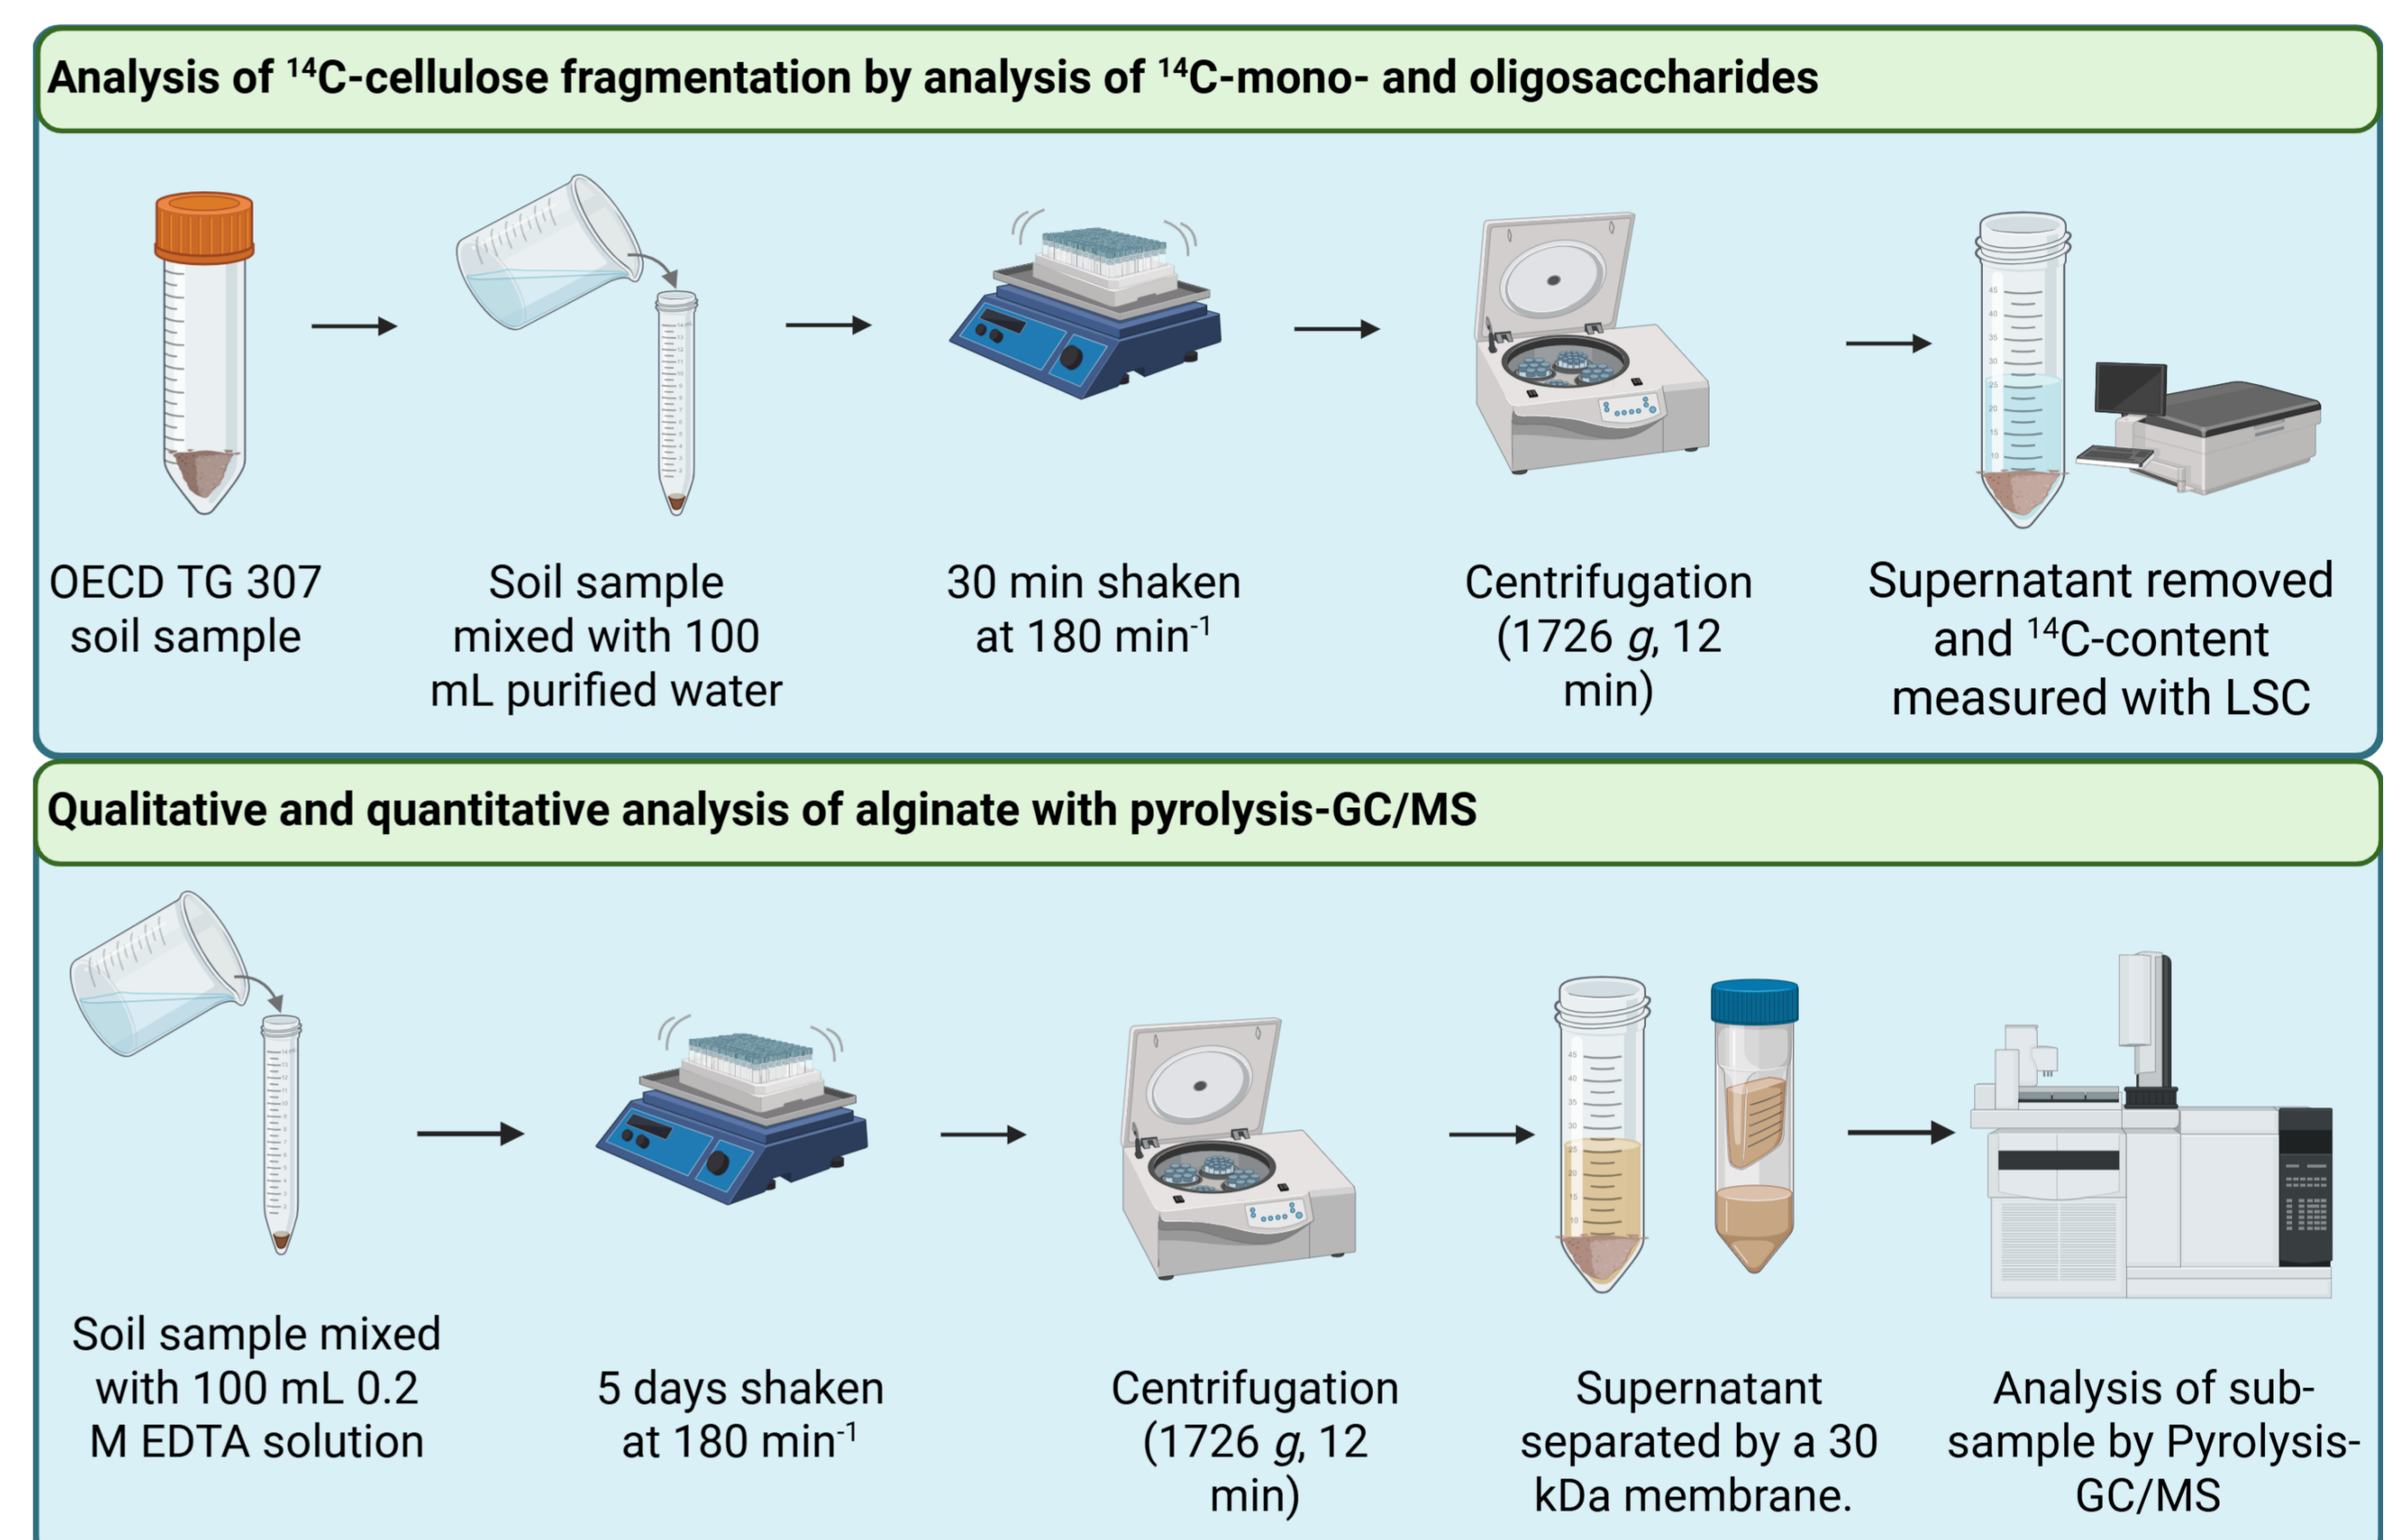 Analysis of ¹⁴C-cellulose fragmentation by analysis of ¹⁴C-mono- and oligosaccharides
OECD TG 307
soil sample
Soil sample
mixed with 100
mL purified water
30 min shaken
at 180 min⁻¹
Centrifugation
(1726 g, 12
min)
Supernatant removed
and ¹⁴C-content
measured with LSC
Qualitative and quantitative analysis of alginate with pyrolysis-GC/MS
Soil sample mixed
with 100 mL 0.2
M EDTA solution
5 days shaken
at 180 min⁻¹
Centrifugation
(1726 g, 12
min)
Supernatant
separated by a 30
kDa membrane.
Analysis of sub-
sample by Pyrolysis-
GC/MS